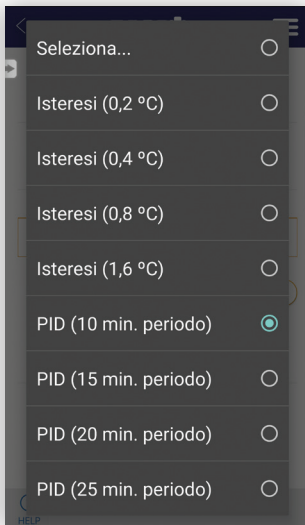 Seleziona...
Isteresi (0,2 ºC)
Isteresi (0,4 ºC)
Isteresi (0,8 ºC)
Isteresi (1,6 ºC)
PID (10 min. periodo)
PID (15 min. periodo)
PID (20 min. periodo)
PID (25 min. periodo)
HELP